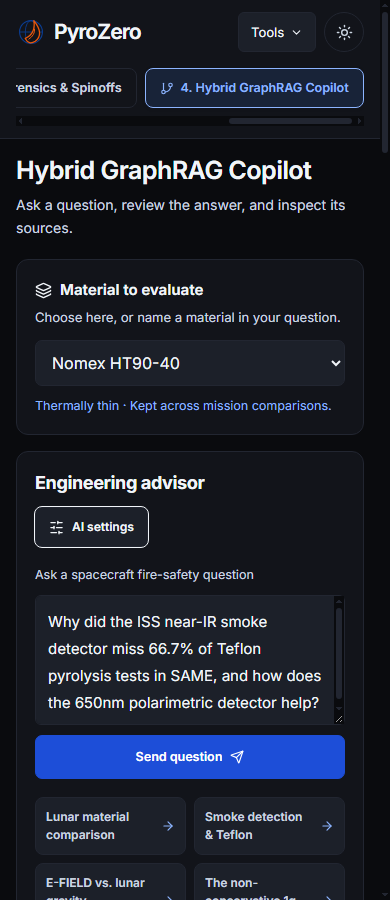 PyroZero
Tools
rensics & Spinoffs
4. Hybrid GraphRAG Copilot
Hybrid GraphRAG Copilot
Ask a question, review the answer, and inspect its
sources.
Material to evaluate
Choose here, or name a material in your question.
Nomex HT90-40
Thermally thin · Kept across mission comparisons.
Engineering advisor
AI settings
Ask a spacecraft fire-safety question
Why did the ISS near-IR smoke
detector miss 66.7% of Teflon
pyrolysis tests in SAME, and how does
the 650nm polarimetric detector help?
Send question
Lunar material
comparison
Smoke detection
& Teflon
E-FIELD vs. lunar
gravity
The non-
conservative 1g